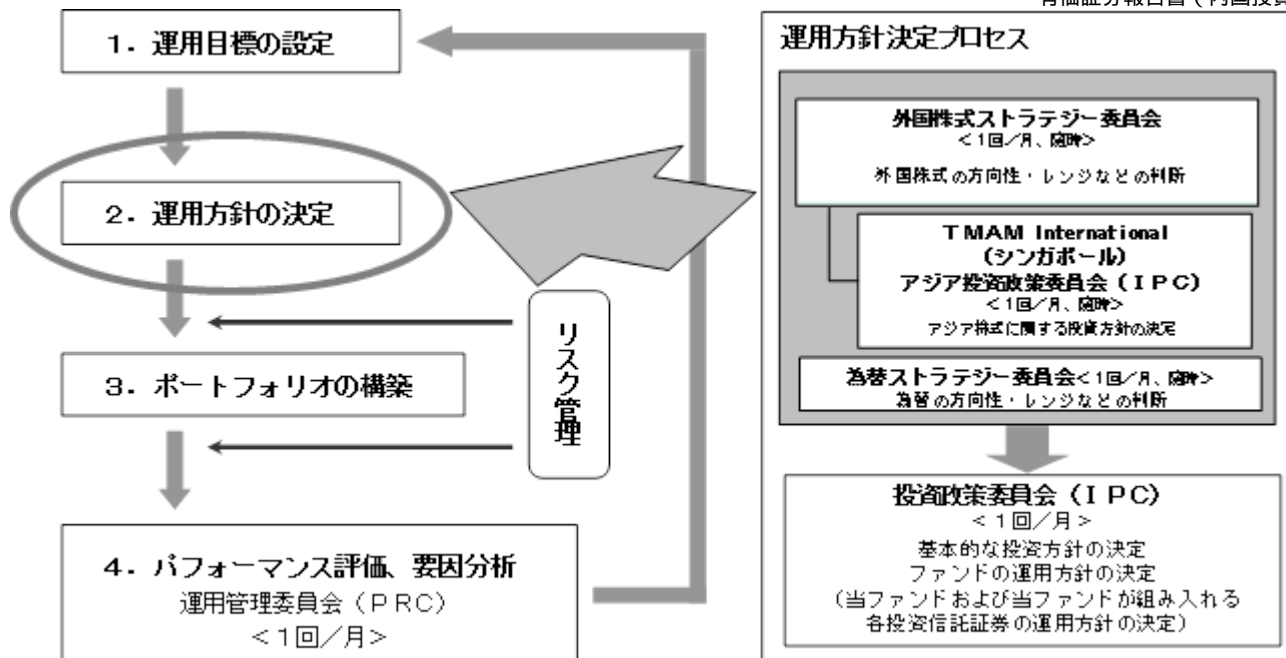 有価証券報告書（内国投資
1．運用目標の設定
2．運用方針の決定
3．ポートフォリオの構築
4．パフォーマンス評価、要因分析
運用管理委員会（ＰＲＣ）
＜１回／月＞
リスク管理
運用方針決定プロセス
外国株式ストラテジー委員会
＜１回／月、随時＞
外国株式の方向性・レンジなどの判断
ＴＭＡＭ International
（シンガポール）
アジア投資政策委員会（ＩＰＣ）
＜１回／月、随時＞
アジア株式に関する投資方針の決定
為替ストラテジー委員会＜１回／月、随時＞
為替の方向性・レンジなどの判断
投資政策委員会（ＩＰＣ）
＜１回／月＞
基本的な投資方針の決定
ファンドの運用方針の決定
（当ファンドおよび当ファンドが組み入れる
各投資信託証券の運用方針の決定）